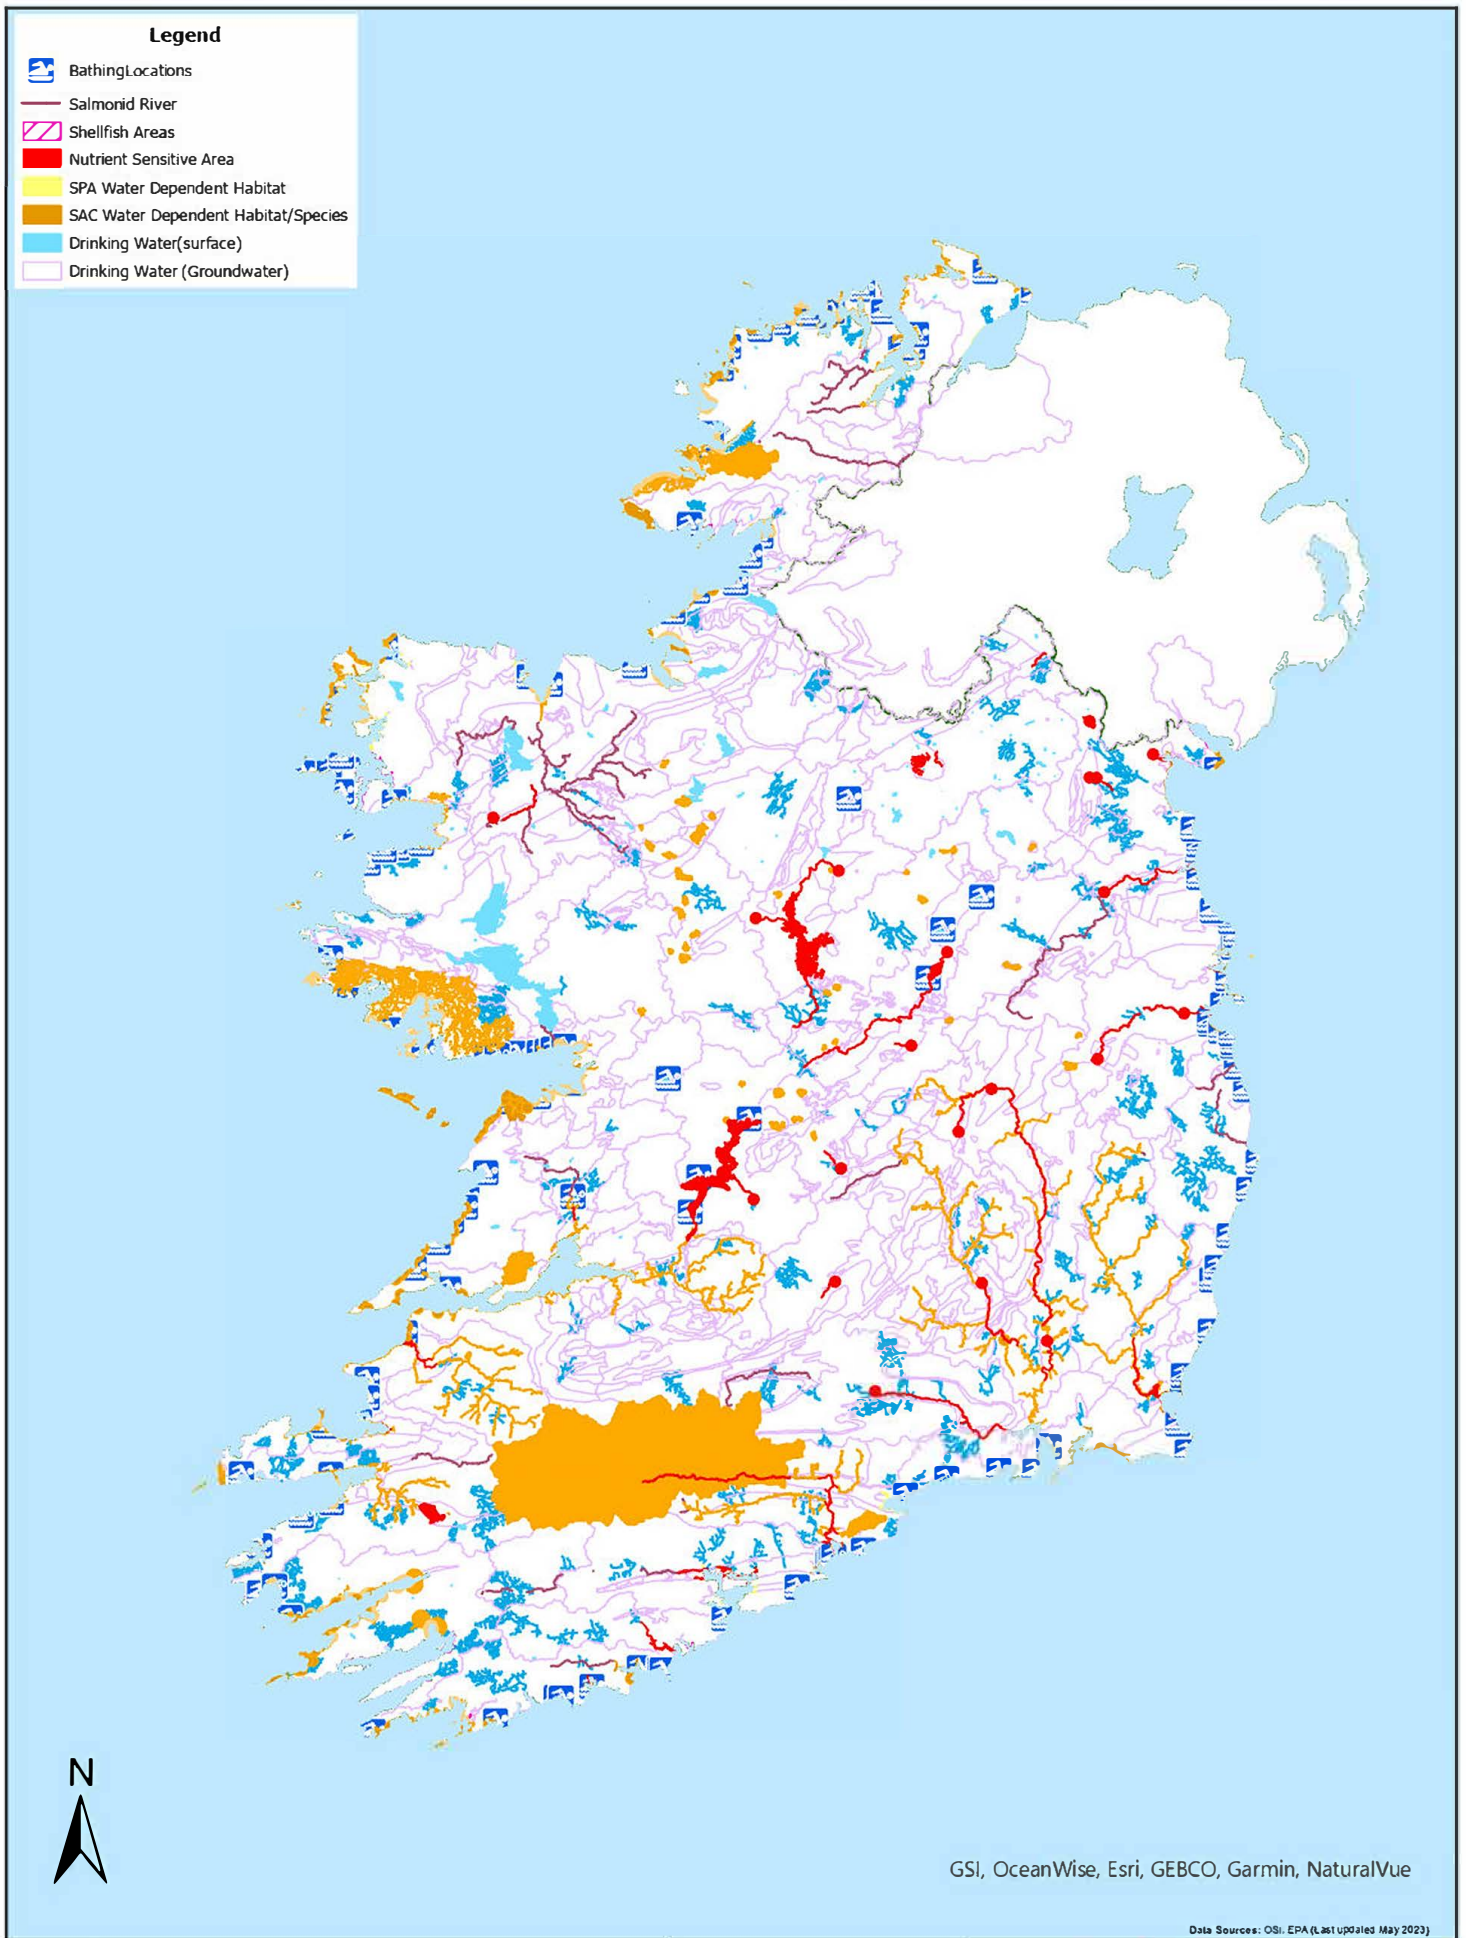 Legend
BathingLocations
Salmonid River
Shellfish Areas
Nutrient Sensitive Area
SPA Water Dependent Habitat
SAC Water Dependent Habitat/Species
Drinking Water(surface)
Drinking Water (Groundwater)
N
GSI, OceanWise, Esri, GEBCO, Garmin, NaturalVue
Data Sources: OSi, EPA (Last updated May 2023)